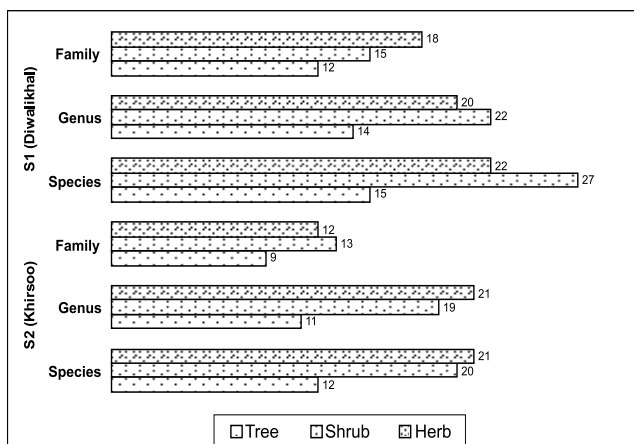 S1 (Diwalikhal)
Family
18
15
12
Genus
20
22
14
Species
22
27
15
S2 (Khirsoo)
Family
12
13
9
Genus
21
19
11
Species
21
20
12
Tree Shrub Herb